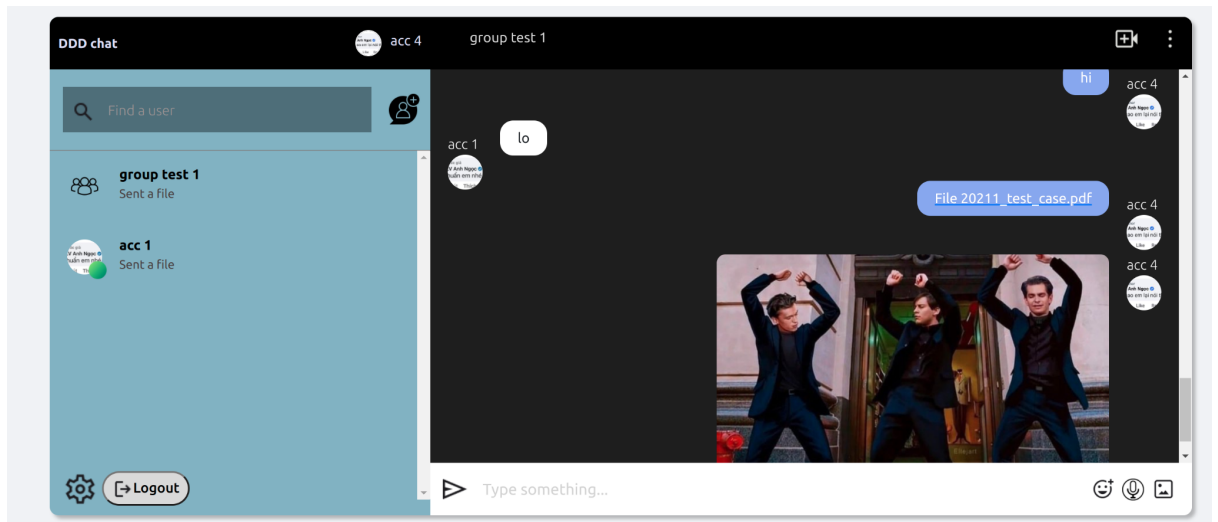 DDD chat
acc 4
group test 1
Find a user
group test 1
Sent a file
acc 1
Sent a file
Logout
hi
acc 4
acc 1
lo
File 20211_test_case.pdf
acc 4
acc 4
Type something...